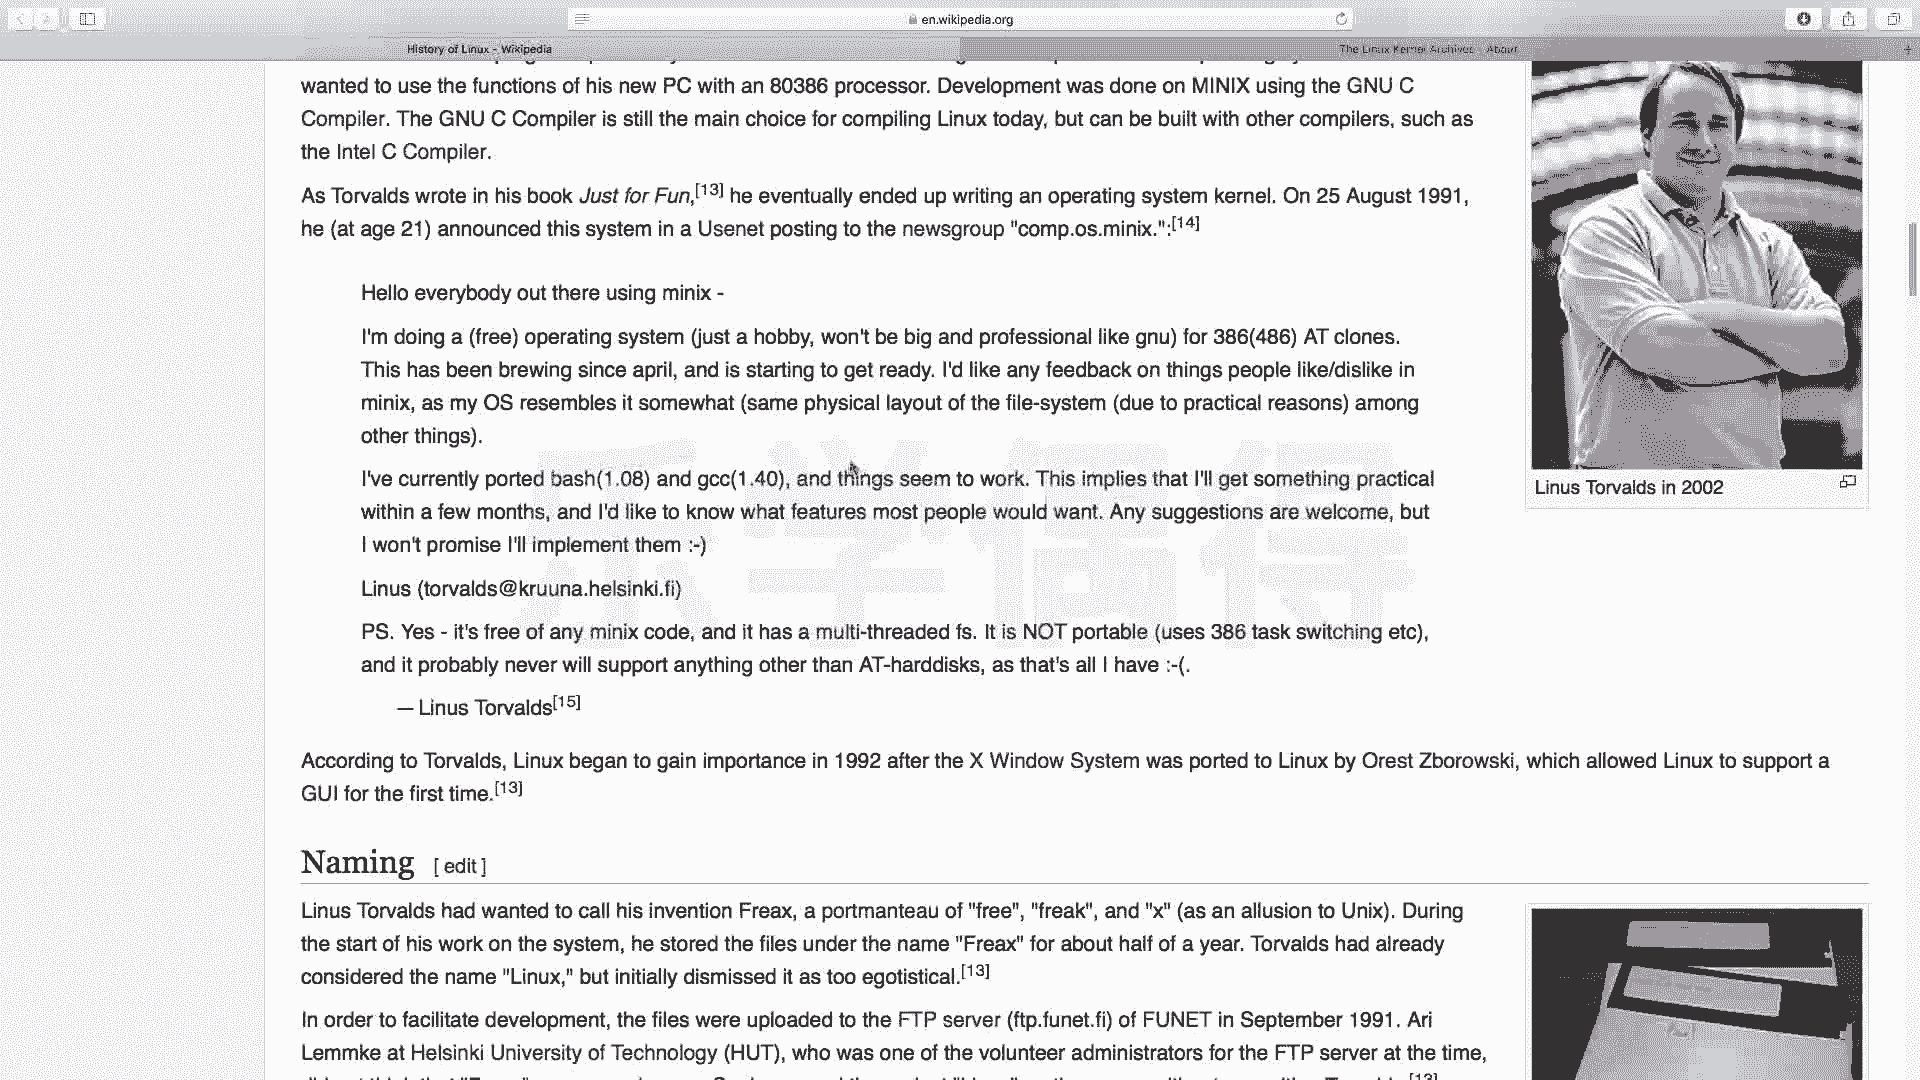 en.wikipedia.org
History of Linux - Wikipedia
The Linux Kernel Archives - About
wanted to use the functions of his new PC with an 80386 processor. Development was done on MINIX using the GNU C
Compiler. The GNU C Compiler is still the main choice for compiling Linux today, but can be built with other compilers, such as
the Intel C Compiler.
As Torvalds wrote in his book Just for Fun,[13] he eventually ended up writing an operating system kernel. On 25 August 1991,
he (at age 21) announced this system in a Usenet posting to the newsgroup "comp.os.minix.":[14]
Hello everybody out there using minix -
I'm doing a (free) operating system (just a hobby, won't be big and professional like gnu) for 386(486) AT clones.
This has been brewing since april, and is starting to get ready. I'd like any feedback on things people like/dislike in
minix, as my OS resembles it somewhat (same physical layout of the file-system (due to practical reasons) among
other things).
I've currently ported bash(1.08) and gcc(1.40), and things seem to work. This implies that I'll get something practical
within a few months, and I'd like to know what features most people would want. Any suggestions are welcome, but
I won't promise I'll implement them :-)
Linus (torvalds@kruuna.helsinki.fi)
PS. Yes - it's free of any minix code, and it has a multi-threaded fs. It is NOT portable (uses 386 task switching etc),
and it probably never will support anything other than AT-harddisks, as that's all I have :-(.
— Linus Torvalds[15]
Linus Torvalds in 2002
According to Torvalds, Linux began to gain importance in 1992 after the X Window System was ported to Linux by Orest Zborowski, which allowed Linux to support a
GUI for the first time.[13]
Naming [ edit ]
Linus Torvalds had wanted to call his invention Freax, a portmanteau of "free", "freak", and "x" (as an allusion to Unix). During
the start of his work on the system, he stored the files under the name "Freax" for about half of a year. Torvalds had already
considered the name "Linux," but initially dismissed it as too egotistical.[13]
In order to facilitate development, the files were uploaded to the FTP server (ftp.funet.fi) of FUNET in September 1991. Ari
Lemmke at Helsinki University of Technology (HUT), who was one of the volunteer administrators for the FTP server at the time,